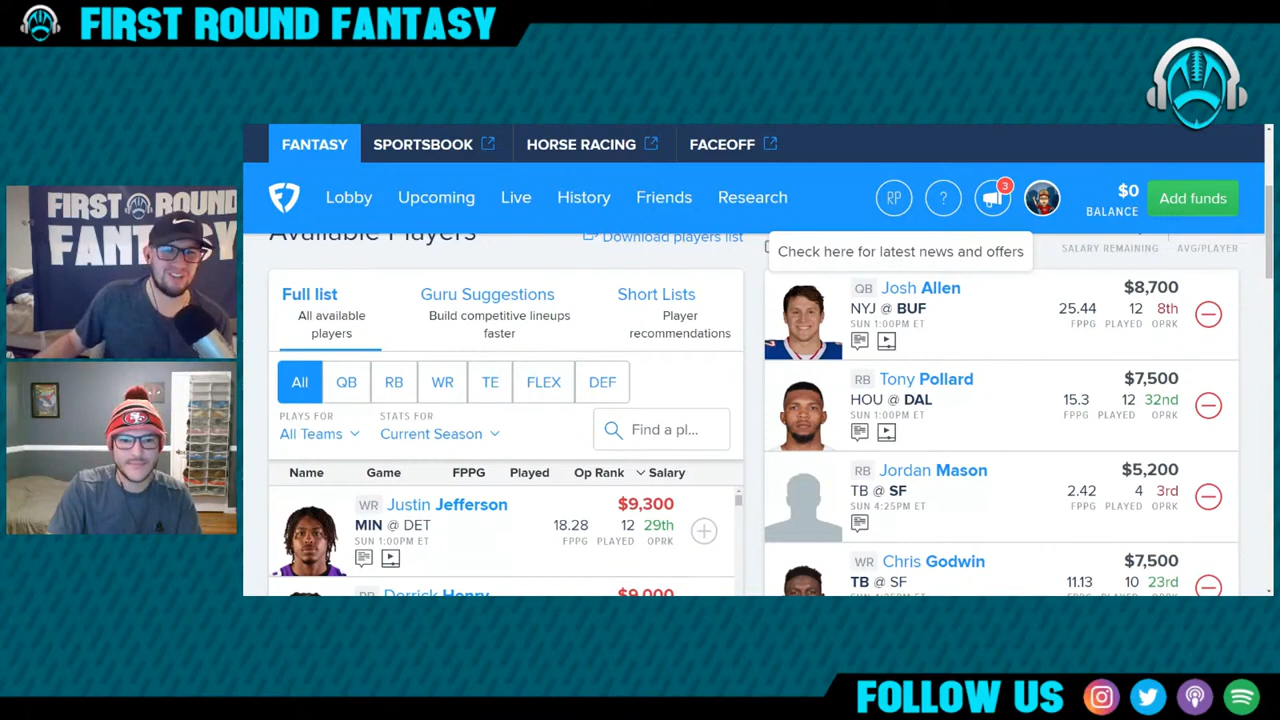 FIRST ROUND FANTASY
FANTASY
SPORTSBOOK
HORSE RACING
FACEOFF
Lobby
Upcoming
Live
History
Friends
Research
RP
?
3
$0
BALANCE
Add funds
Available Players
Download players list
Check here for latest news and offers
SALARY REMAINING
AVG/PLAYER
FIRST ROUND
FANTASY
Full list
All available
players
Guru Suggestions
Build competitive lineups
faster
Short Lists
Player
recommendations
All
QB
RB
WR
TE
FLEX
DEF
PLAYS FOR
All Teams
STATS FOR
Current Season
Find a pl...
Name
Game
FPPG
Played
Op Rank
Salary
WR Justin Jefferson
$9,300
MIN @ DET
18.28 12 29th
SUN 1:00PM ET
FPPG PLAYED OPRK
RB Derrick Henry
$9,000
QB Josh Allen
$8,700
NYJ @ BUF
25.44 12 8th
SUN 1:00PM ET
FPPG PLAYED OPRK
RB Tony Pollard
$7,500
HOU @ DAL
15.3 12 32nd
SUN 1:00PM ET
FPPG PLAYED OPRK
RB Jordan Mason
$5,200
TB @ SF
2.42 4 3rd
SUN 4:25PM ET
FPPG PLAYED OPRK
WR Chris Godwin
$7,500
TB @ SF
11.13 10 23rd
SUN 4:25PM ET
FPPG PLAYED OPRK
FOLLOW US